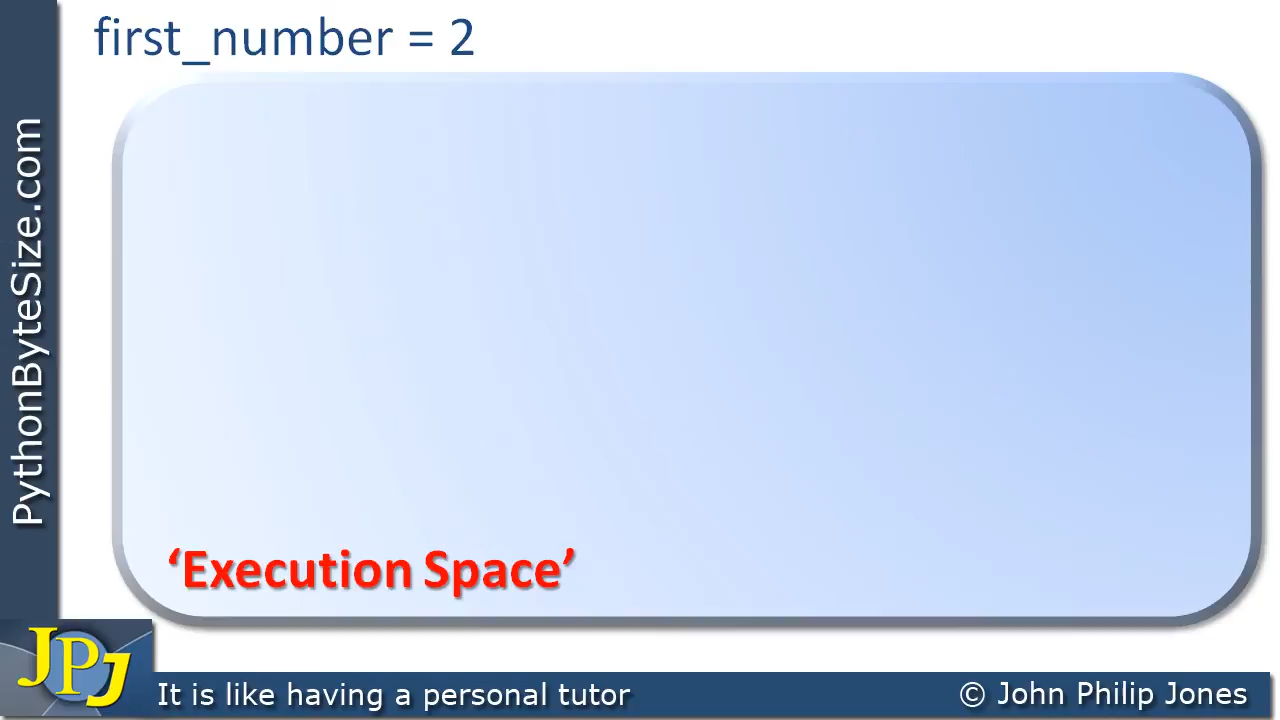 first_number = 2
PythonByteSize.com
‘Execution Space’
JPJ
It is like having a personal tutor
© John Philip Jones